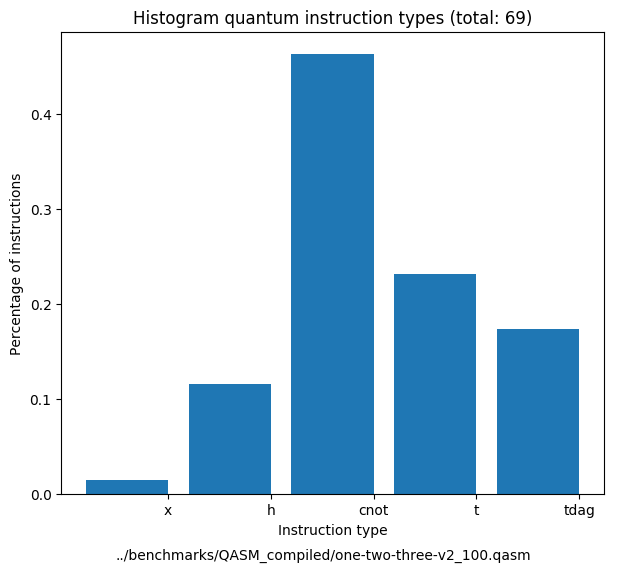 Histogram quantum instruction types (total: 69)
Percentage of instructions
0.4
0.3
0.2
0.1
0.0
x h cnot t tdag
Instruction type
../benchmarks/QASM_compiled/one-two-three-v2_100.qasm